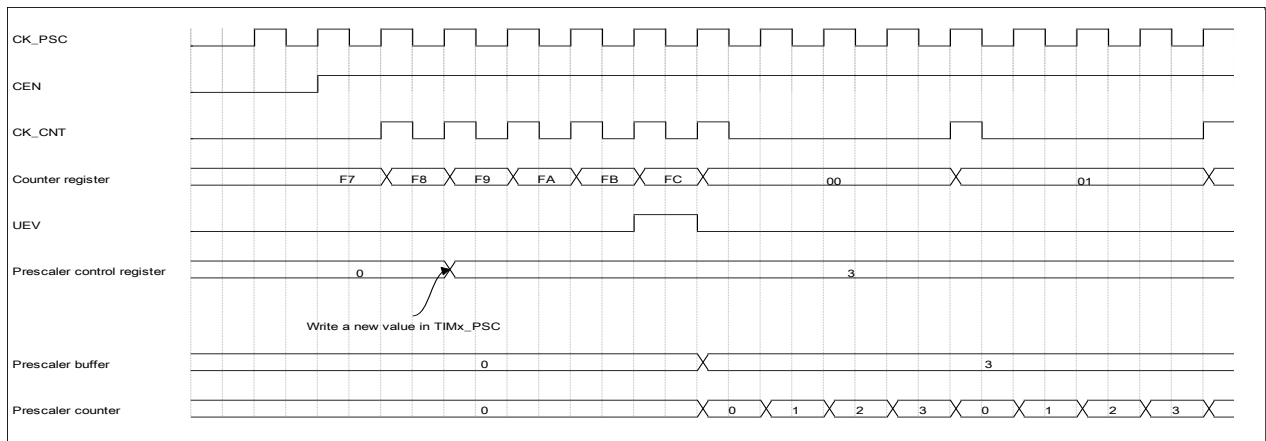 CK_PSC
CEN
CK_CNT
Counter register F7 F8 F9 FA FB FC 00 01
UEV
Prescaler control register 0 3
Write a new value in TIMx_PSC
Prescaler buffer 0 3
Prescaler counter 0 0 1 2 3 0 1 2 3